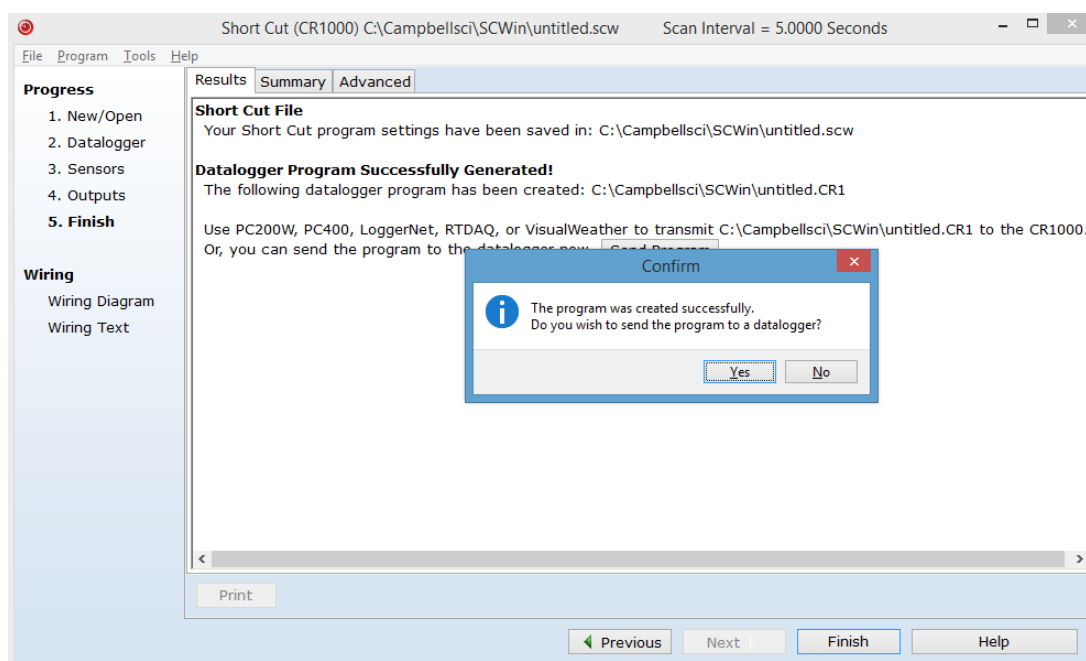 Short Cut (CR1000) C:\Campbellsci\SCWin\untitled.scw Scan Interval = 5.0000 Seconds
File Program Tools Help
Progress
1. New/Open
2. Datalogger
3. Sensors
4. Outputs
5. Finish
Wiring
Wiring Diagram
Wiring Text
Results Summary Advanced
Short Cut File
Your Short Cut program settings have been saved in: C:\Campbellsci\SCWin\untitled.scw
Datalogger Program Successfully Generated!
The following datalogger program has been created: C:\Campbellsci\SCWin\untitled.CR1
Use PC200W, PC400, LoggerNet, RTDAQ, or VisualWeather to transmit C:\Campbellsci\SCWin\untitled.CR1 to the CR1000.
Or, you can send the program to the datalogger now. Send Program
Confirm
The program was created successfully.
Do you wish to send the program to a datalogger?
Yes No
Print
Previous Next Finish Help